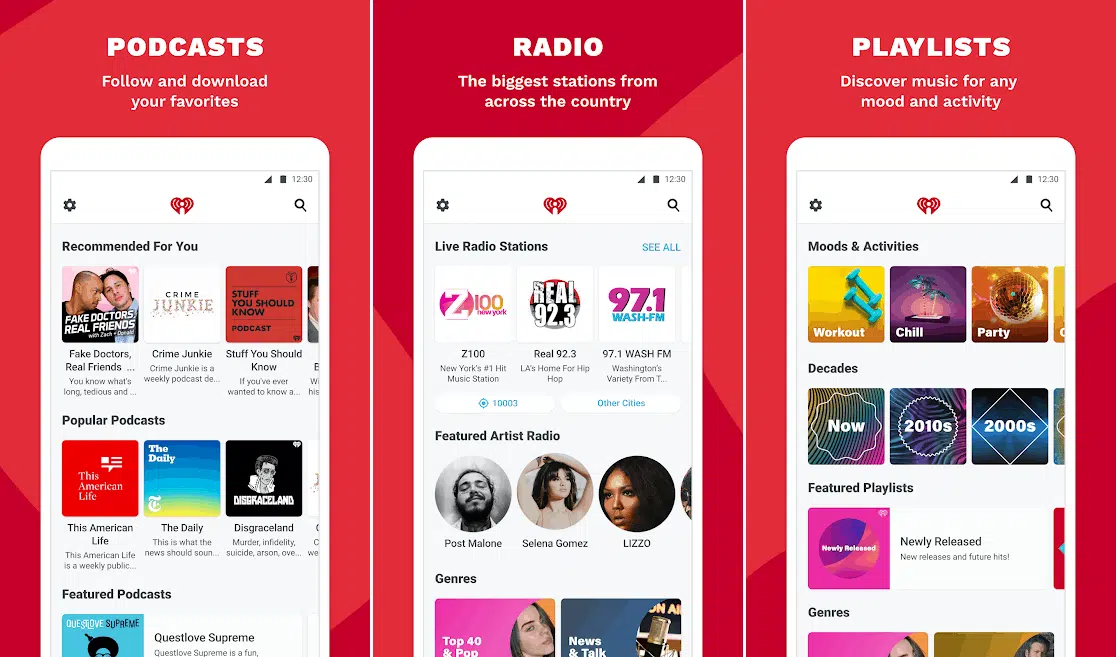 PODCASTS
Follow and download
your favorites
12:30
Recommended For You
FAKE DOCTORS,
REAL FRIENDS
with Zach + Donald
CRIME
JUNKIE
STUFF
YOU SHOULD
KNOW
PODCAST
Fake Doctors,
Real Friends ...
You know what's
long, tedious and ...
Crime Junkie
Crime Junkie is a
weekly podcast de...
Stuff You Should
Know
If you've ever
wanted to know a...
Popular Podcasts
This
American
Life
The
Daily
DISGRACELAND
This American
Life
This American Life
is a weekly public...
The Daily
This is what the
news should soun...
Disgraceland
Murder, infidelity,
suicide, arson, ove...
Featured Podcasts
QUESTLOVE SUPREME
Questlove Supreme
Questlove Supreme is a fun,
RADIO
The biggest stations from
across the country
12:30
Live Radio Stations
SEE ALL
Z100
new york
REAL
92.3
97.1
WASH-FM
Z100
New York's #1 Hit
Music Station
Real 92.3
LA's Home For Hip
Hop
97.1 WASH FM
Washington's
Variety From T...
10003
Other Cities
Featured Artist Radio
Post Malone
Selena Gomez
LIZZO
Genres
Top 40
& Pop
News
& Talk
ON AI
PLAYLISTS
Discover music for any
mood and activity
12:30
Moods & Activities
Workout
Chill
Party
Decades
Now
2010s
2000s
Featured Playlists
Newly Released
Newly Released
New releases and future hits!
Genres